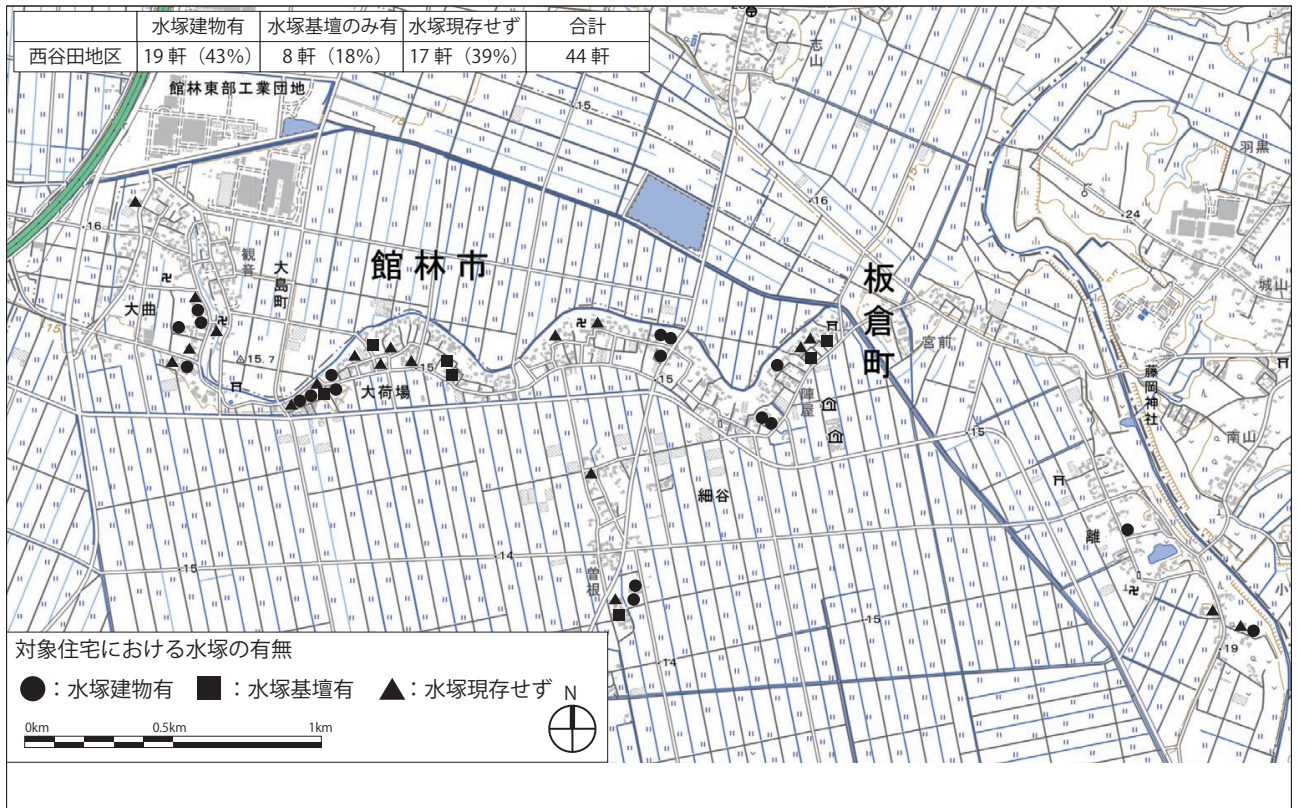 水塚建物有 水塚基壇のみ有 水塚現存せず 合計
西谷田地区 19 軒（43%） 8 軒（18%） 17 軒（39%） 44 軒
志山
館林東部工業団地
15
15
羽黒
24
16
16
観音
大島町
館林市
板倉町
城山
大曲
15
15.7
宮前
藤岡神社
15
大荷場
15
陣屋
南山
15
細谷
離
14
15
曽根
小
15
19
14
対象住宅における水塚の有無
●：水塚建物有 ■：水塚基壇有 ▲：水塚現存せず
N
0km 0.5km 1km